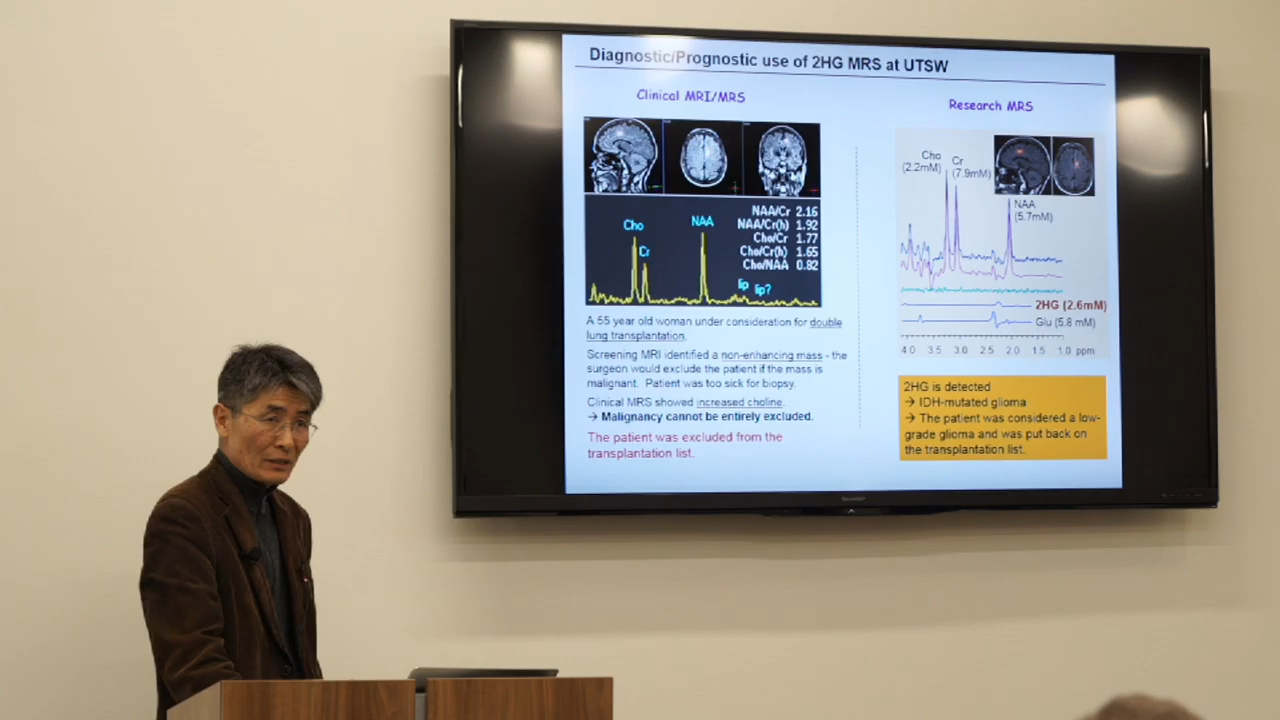 Diagnostic/Prognostic use of 2HG MRS at UTSW
Clinical MRI/MRS
NAA/Cr 2.16
NAA/Cr(h) 1.92
Cho/Cr 1.77
Cho/Cr(h) 1.65
Cho/NAA 0.82
Cho
Cr
NAA
lip
lip?
A 55 year old woman under consideration for double
lung transplantation.
Screening MRI identified a non-enhancing mass - the
surgeon would exclude the patient if the mass is
malignant. Patient was too sick for biopsy.
Clinical MRS showed increased choline.
→ Malignancy cannot be entirely excluded.
The patient was excluded from the
transplantation list.
Research MRS
Cho
(2.2mM)
Cr
(7.9mM)
NAA
(5.7mM)
2HG (2.6mM)
Glu (5.8 mM)
4.0 3.5 3.0 2.5 2.0 1.5 1.0 ppm
2HG is detected
→ IDH-mutated glioma
→ The patient was considered a low-
grade glioma and was put back on
the transplantation list.
SHARP